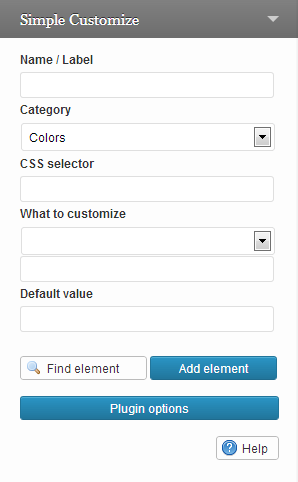 Simple Customize
Name / Label
Category
Colors
CSS selector
What to customize
Default value
Find element Add element
Plugin options
Help